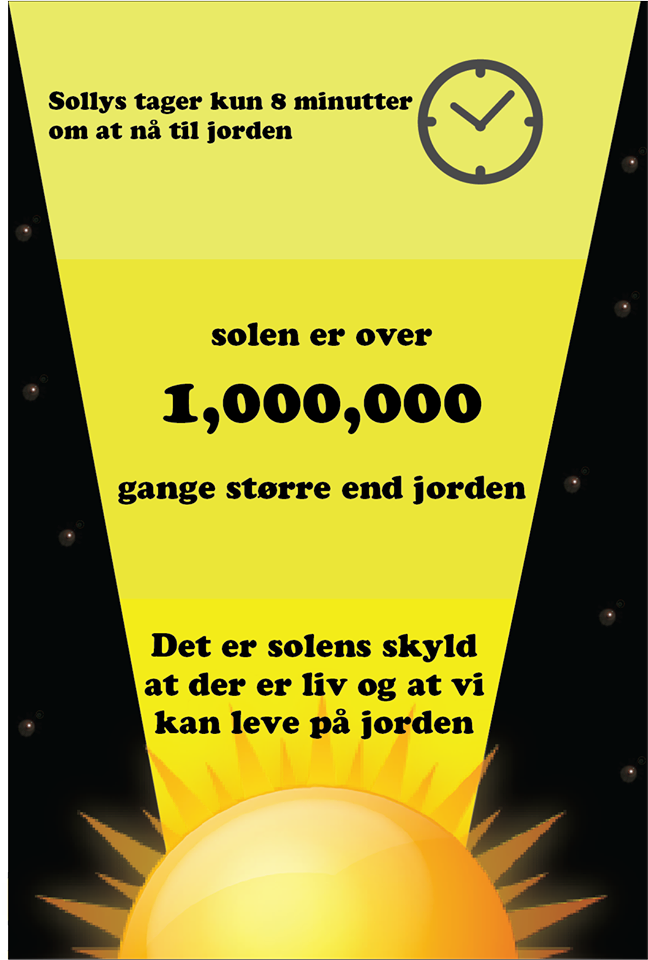 Sollys tager kun 8 minutter
om at nå til jorden
solen er over
1,000,000
gange større end jorden
Det er solens skyld
at der er liv og at vi
kan leve på jorden